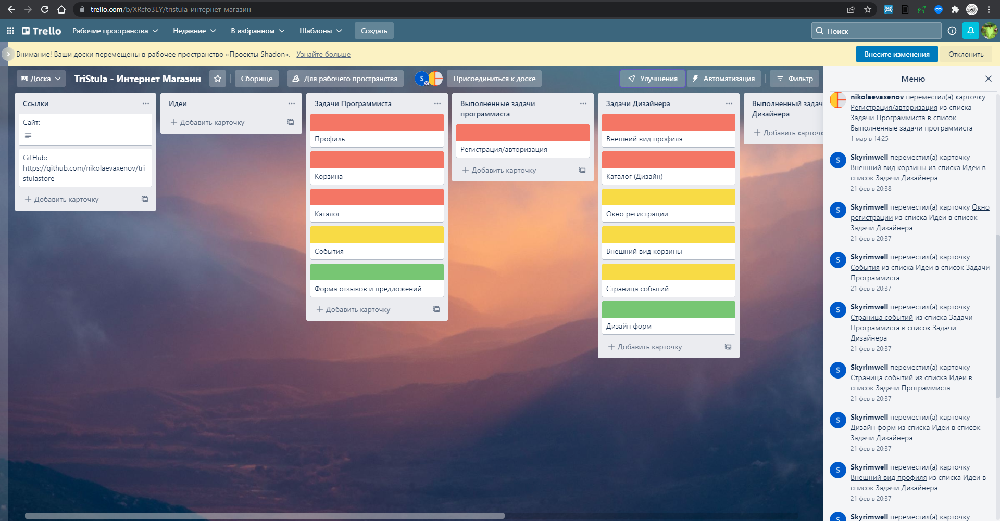 trello.com/b/XRcfo3EY/tristula-интернет-магазин
Trello
Рабочие пространства
Недавние
В избранном
Шаблоны
Создать
Поиск
Внимание! Ваши доски перемещены в рабочее пространство «Проекты Shadon». Узнайте больше
Внесите изменения
Отклонить
Доска
TriStula - Интернет Магазин
Сборище
Для рабочего пространства
S
Присоединиться к доске
Улучшения
Автоматизация
Фильтр
Ссылки
Сайт:
GitHub:
https://github.com/nikolaevaxenov/tri
stulastore
Добавить карточку
Идеи
Добавить карточку
Задачи Программиста
Профиль
Корзина
Каталог
События
Форма отзывов и предложений
Добавить карточку
Выполненные задачи
программиста
Регистрация/авторизация
Добавить карточку
Задачи Дизайнера
Внешний вид профиля
Каталог (Дизайн)
Окно регистрации
Внешний вид корзины
Страница событий
Дизайн форм
Добавить карточку
Выполненный задач
Дизайнера
Добавить карточк
Меню
nikolaevaxenov переместил(а) карточку
Регистрация/авторизация из списка
Задачи Программиста в список
Выполненные задачи программиста
1 мар в 14:25
S
Skyrimwell переместил(а) карточку
Внешний вид корзины из списка Идеи в
список Задачи Дизайнера
21 фев в 20:38
S
Skyrimwell переместил(а) карточку Окно
регистрации из списка Идеи в список
Задачи Дизайнера
21 фев в 20:37
S
Skyrimwell переместил(а) карточку
События из списка Идеи в список Задачи
Программиста
21 фев в 20:37
S
Skyrimwell переместил(а) карточку
Страница событий из списка Задачи
Программиста в список Задачи
Дизайнера
21 фев в 20:37
S
Skyrimwell переместил(а) карточку
Страница событий из списка Идеи в
список Задачи Программиста
21 фев в 20:37
S
Skyrimwell переместил(а) карточку
Дизайн форм из списка Идеи в список
Задачи Дизайнера
21 фев в 20:37
S
Skyrimwell переместил(а) карточку
Внешний вид профиля из списка Идеи в
список Задачи Дизайнера
21 фев в 20:37
S
Skyrimwell переместил(а) карточку